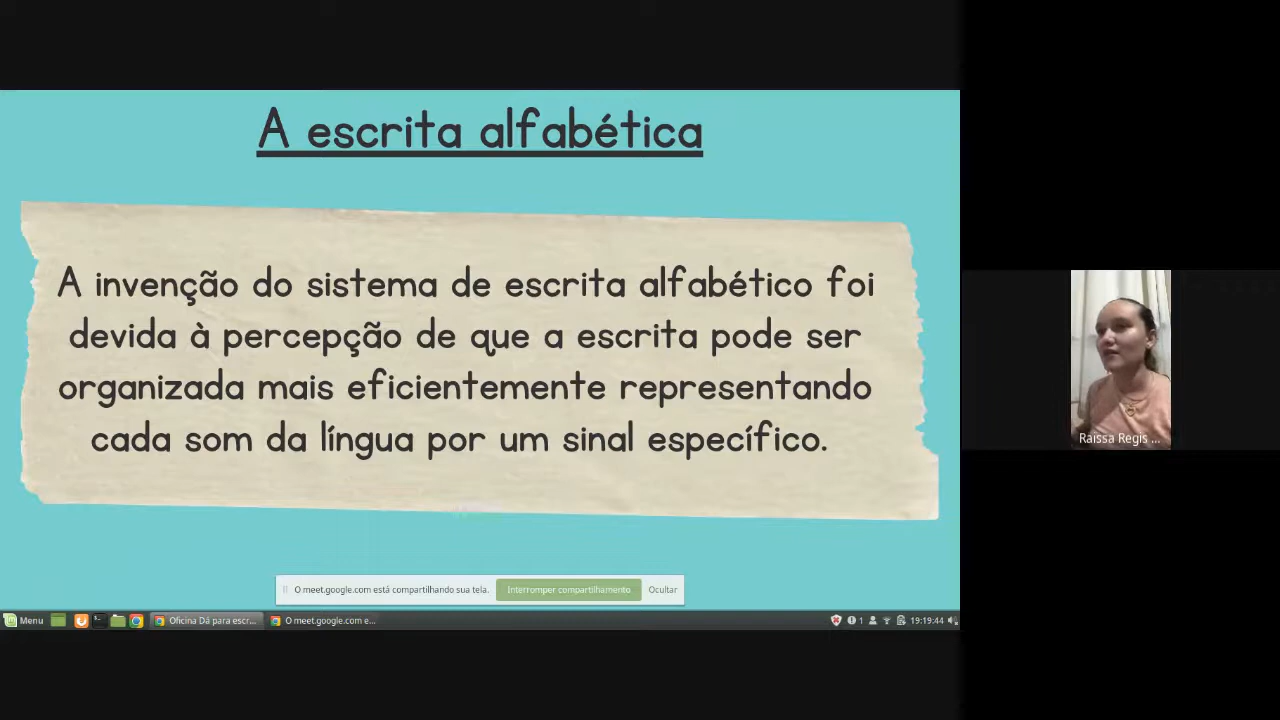 A escrita alfabética
A invenção do sistema de escrita alfabético foi
devida à percepção de que a escrita pode ser
organizada mais eficientemente representando
cada som da língua por um sinal específico.
Raissa Regis ...
O meet.google.com está compartilhando sua tela. Interromper compartilhamento Ocultar
Menu Oficina Dá para escr... O meet.google.com e... 1 19:19:44